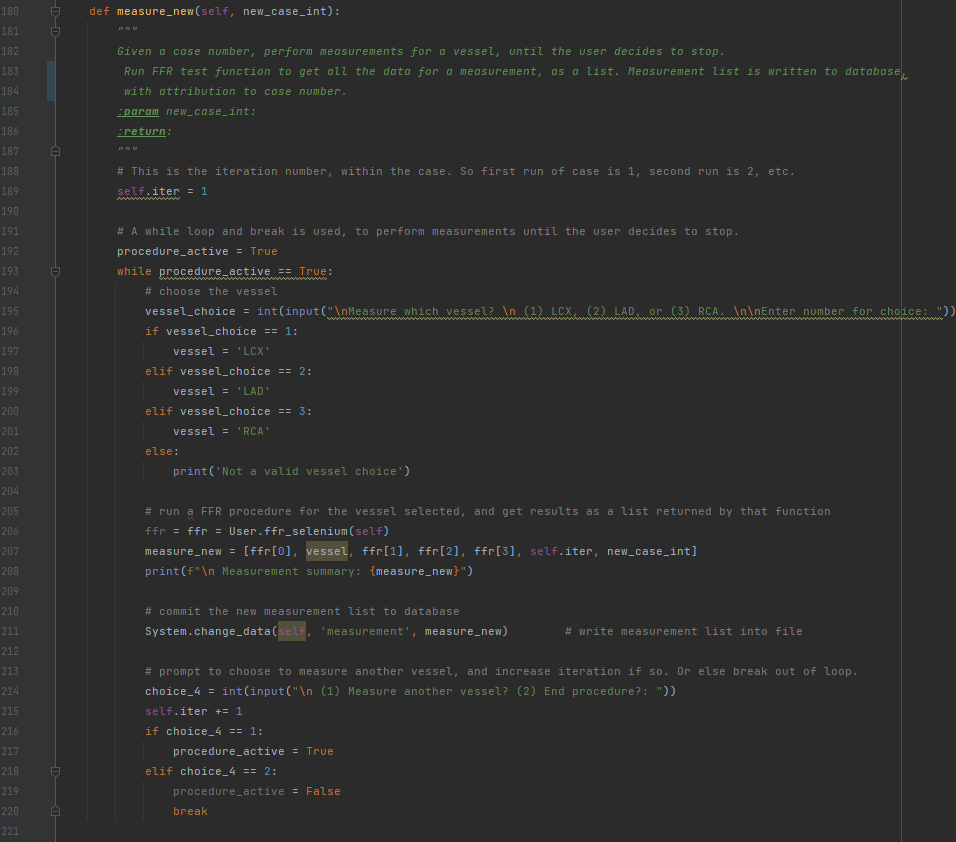 180 def measure_new(self, new_case_int):
181 """
182 Given a case number, perform measurements for a vessel, until the user decides to stop.
183 Run FFR test function to get all the data for a measurement, as a list. Measurement list is written to database,
184 with attribution to case number.
185 :param new_case_int:
186 :return:
187 """
188 # This is the iteration number, within the case. So first run of case is 1, second run is 2, etc.
189 self.iter = 1
190
191 # A while loop and break is used, to perform measurements until the user decides to stop.
192 procedure_active = True
193 while procedure_active == True:
194 # choose the vessel
195 vessel_choice = int(input("\nMeasure which vessel? \n (1) LCX, (2) LAD, or (3) RCA. \n\nEnter number for choice: "))
196 if vessel_choice == 1:
197 vessel = 'LCX'
198 elif vessel_choice == 2:
199 vessel = 'LAD'
200 elif vessel_choice == 3:
201 vessel = 'RCA'
202 else:
203 print('Not a valid vessel choice')
204
205 # run a FFR procedure for the vessel selected, and get results as a list returned by that function
206 ffr = ffr = User.ffr_selenium(self)
207 measure_new = [ffr[0], vessel, ffr[1], ffr[2], ffr[3], self.iter, new_case_int]
208 print(f"\n Measurement summary: {measure_new}")
209
210 # commit the new measurement list to database
211 System.change_data(self, 'measurement', measure_new) # write measurement list into file
212
213 # prompt to choose to measure another vessel, and increase iteration if so. Or else break out of loop.
214 choice_4 = int(input("\n (1) Measure another vessel? (2) End procedure?: "))
215 self.iter += 1
216 if choice_4 == 1:
217 procedure_active = True
218 elif choice_4 == 2:
219 procedure_active = False
220 break
221